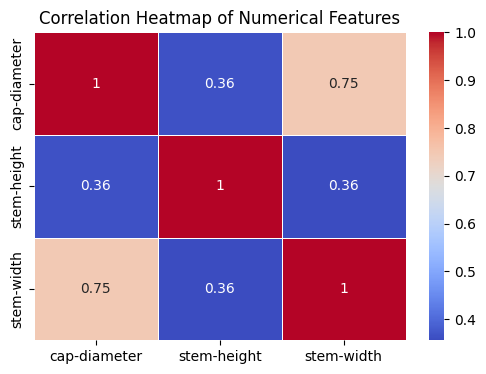 Correlation Heatmap of Numerical Features
cap-diameter
1
0.36
0.75
stem-height
0.36
1
0.36
stem-width
0.75
0.36
1
cap-diameter
stem-height
stem-width
1.0
0.9
0.8
0.7
0.6
0.5
0.4